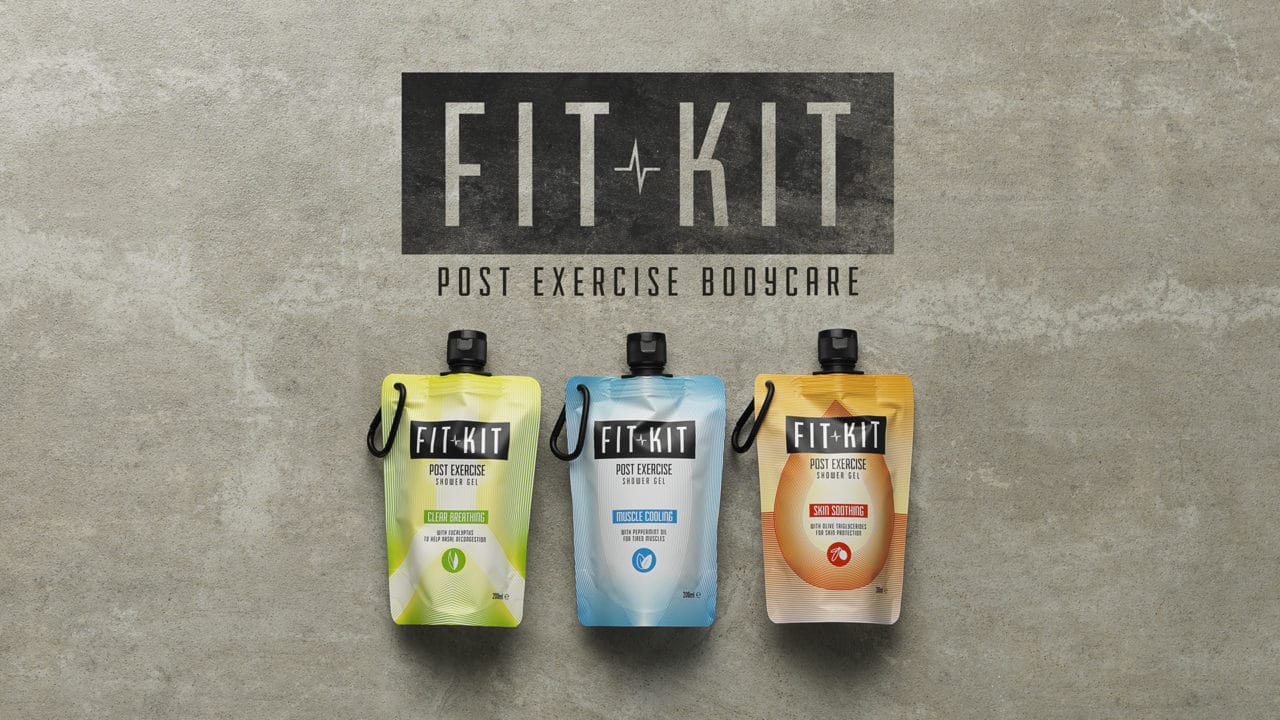 FIT KIT
POST EXERCISE BODYCARE
FIT KIT
POST EXERCISE
SHOWER GEL
CLEAR BREATHING
WITH EUCALYPTUS
TO HELP NASAL DECONGESTION
200ml e
FIT KIT
POST EXERCISE
SHOWER GEL
MUSCLE COOLING
WITH PEPPERMINT OIL
FOR TIRED MUSCLES
200ml e
FIT KIT
POST EXERCISE
SHOWER GEL
SKIN SOOTHING
WITH OLIVE TRIGLYCERIDES
FOR SKIN PROTECTION